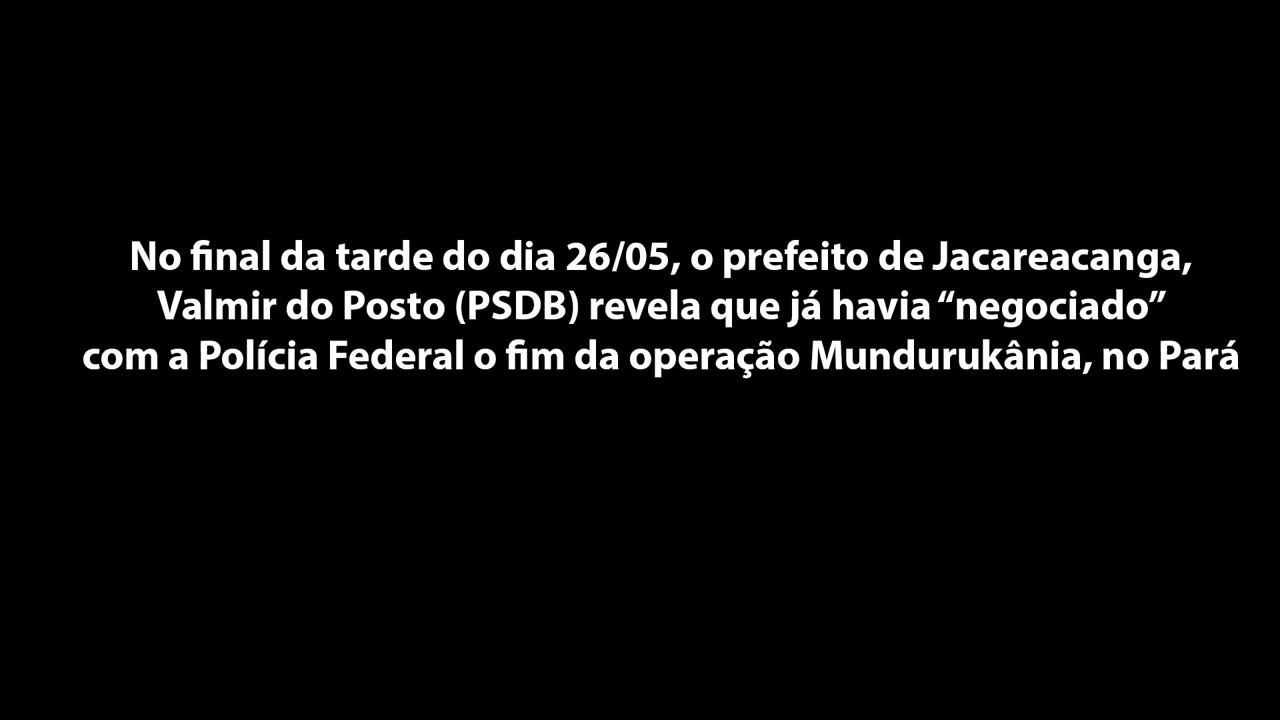 No final da tarde do dia 26/05, o prefeito de Jacareacanga,
Valmir do Posto (PSDB) revela que já havia “negociado”
com a Polícia Federal o fim da operação Mundurukânia, no Pará